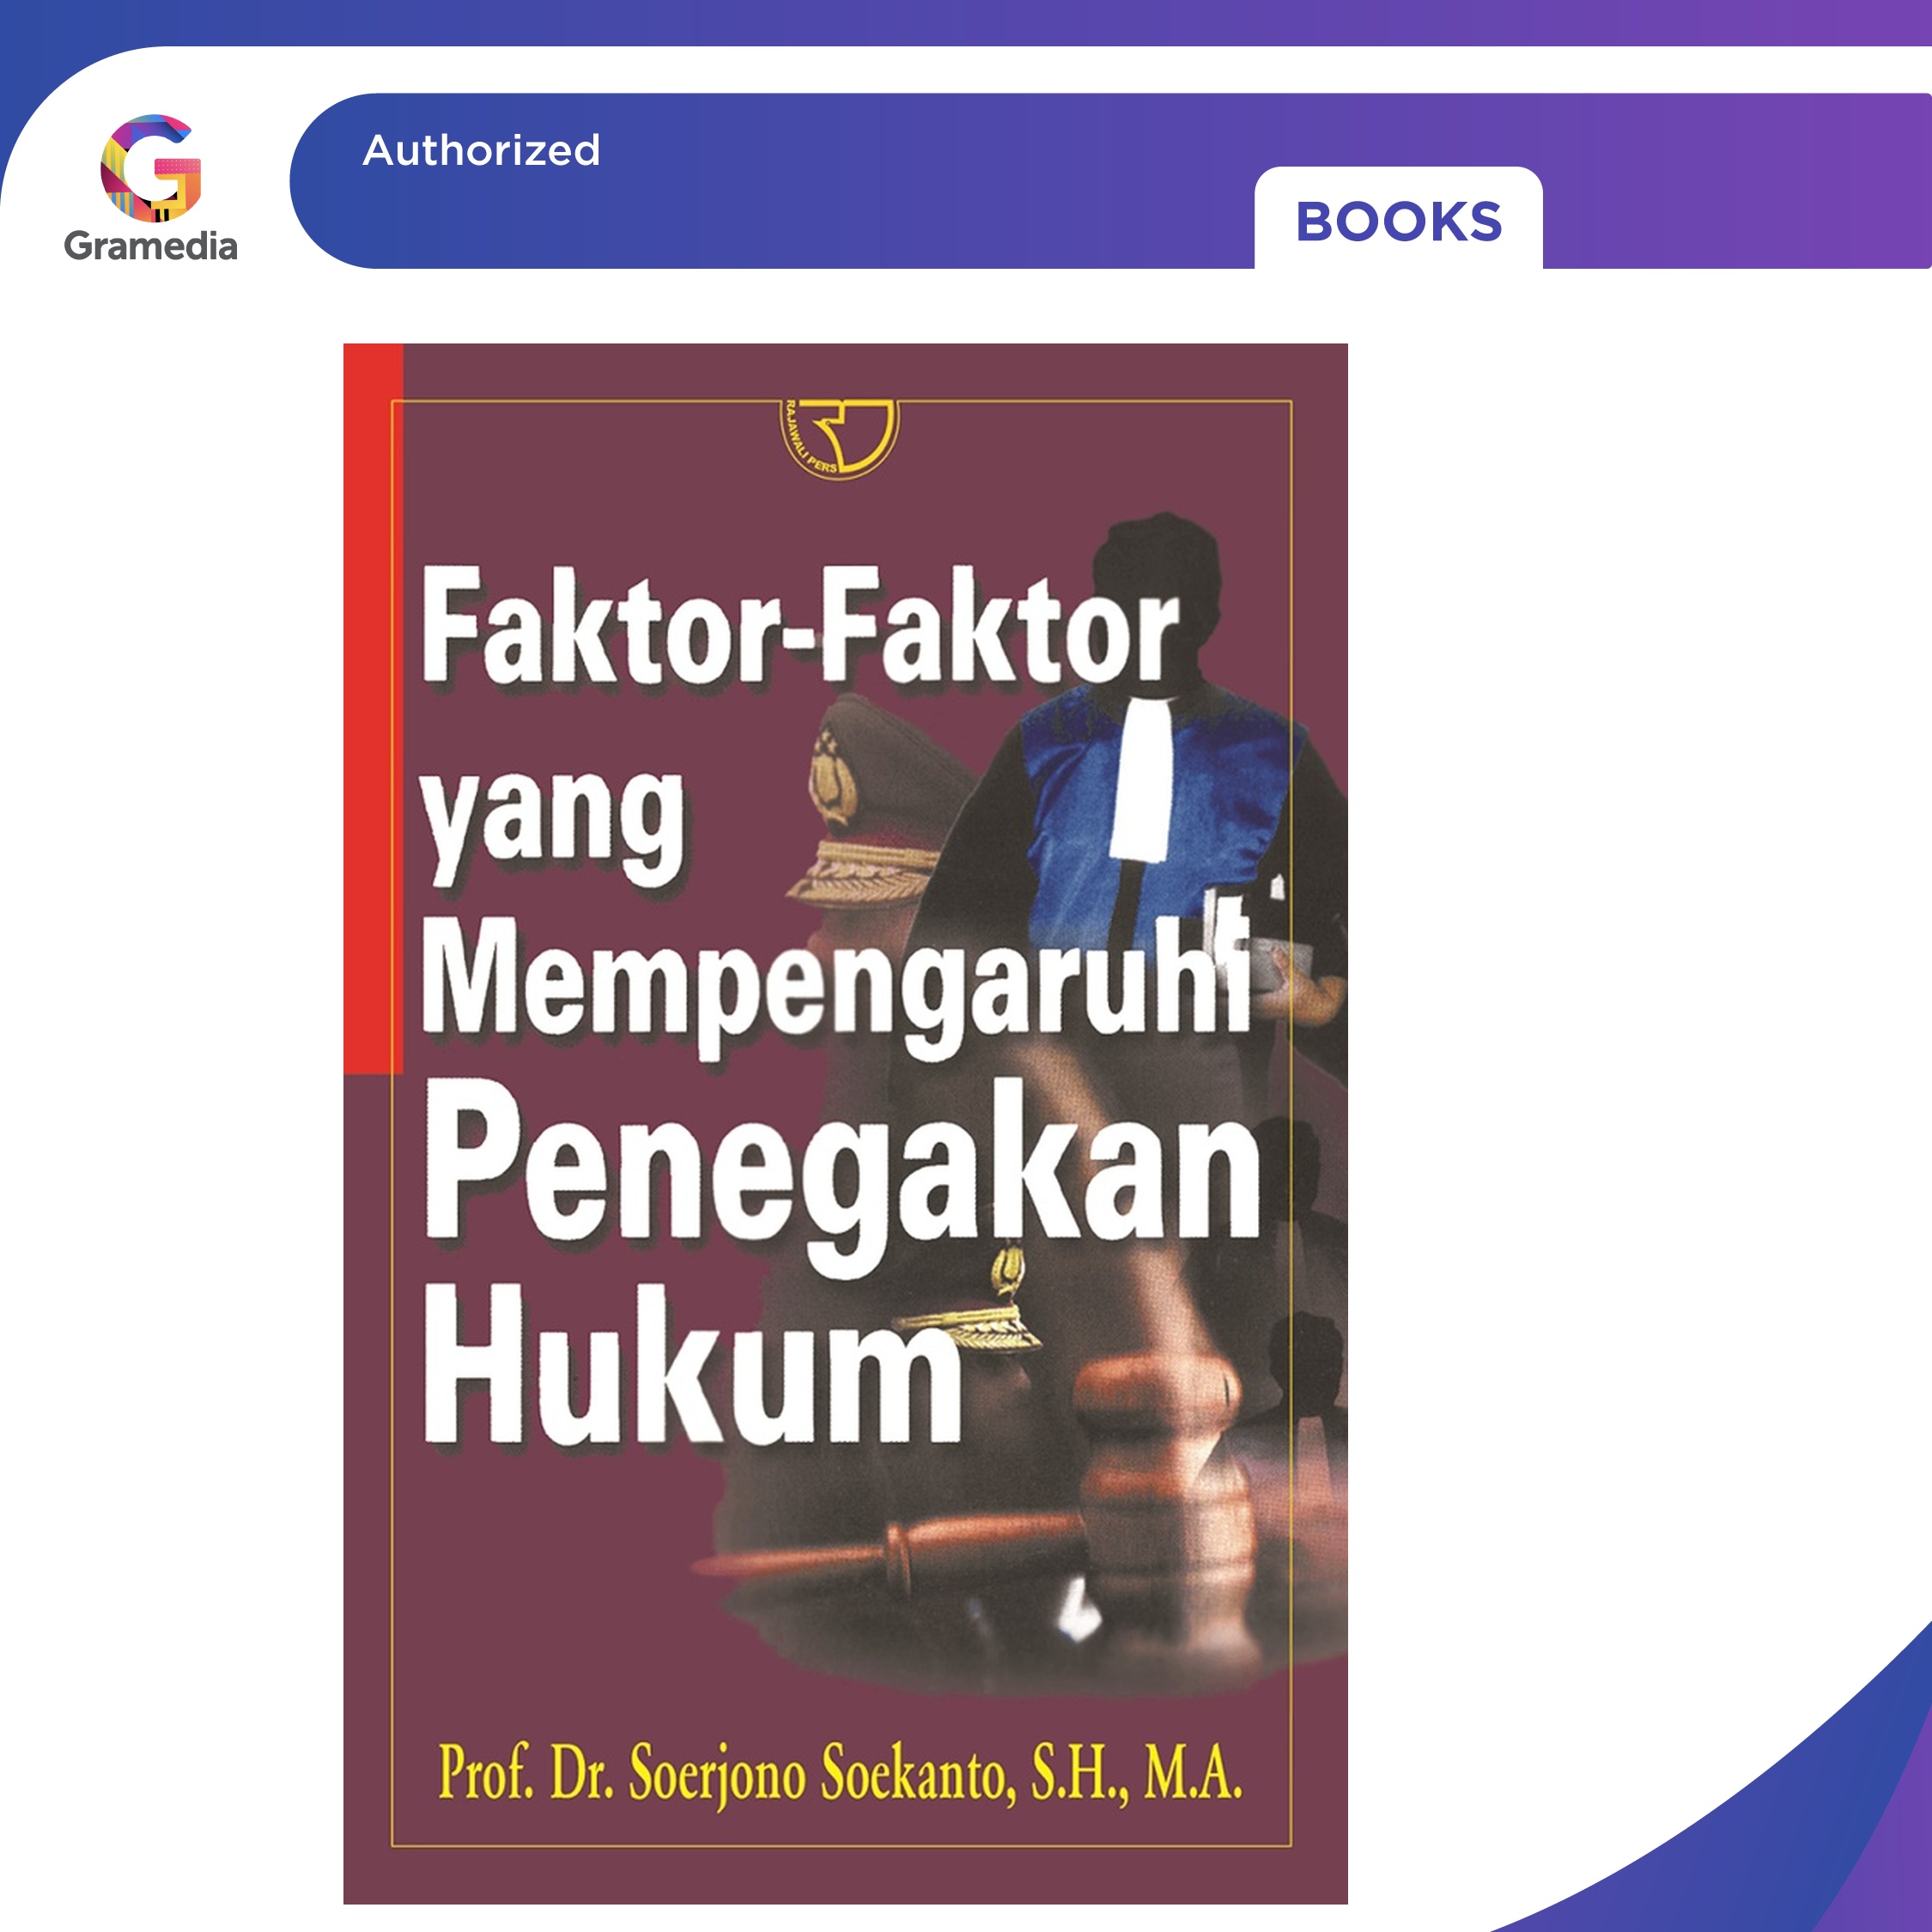 Gramedia
Authorized
BOOKS
RAJAWALI PERS
Faktor-Faktor
yang
Mempengaruhi
Penegakan
Hukum
Prof. Dr. Soerjono Soekanto, S.H., M.A.